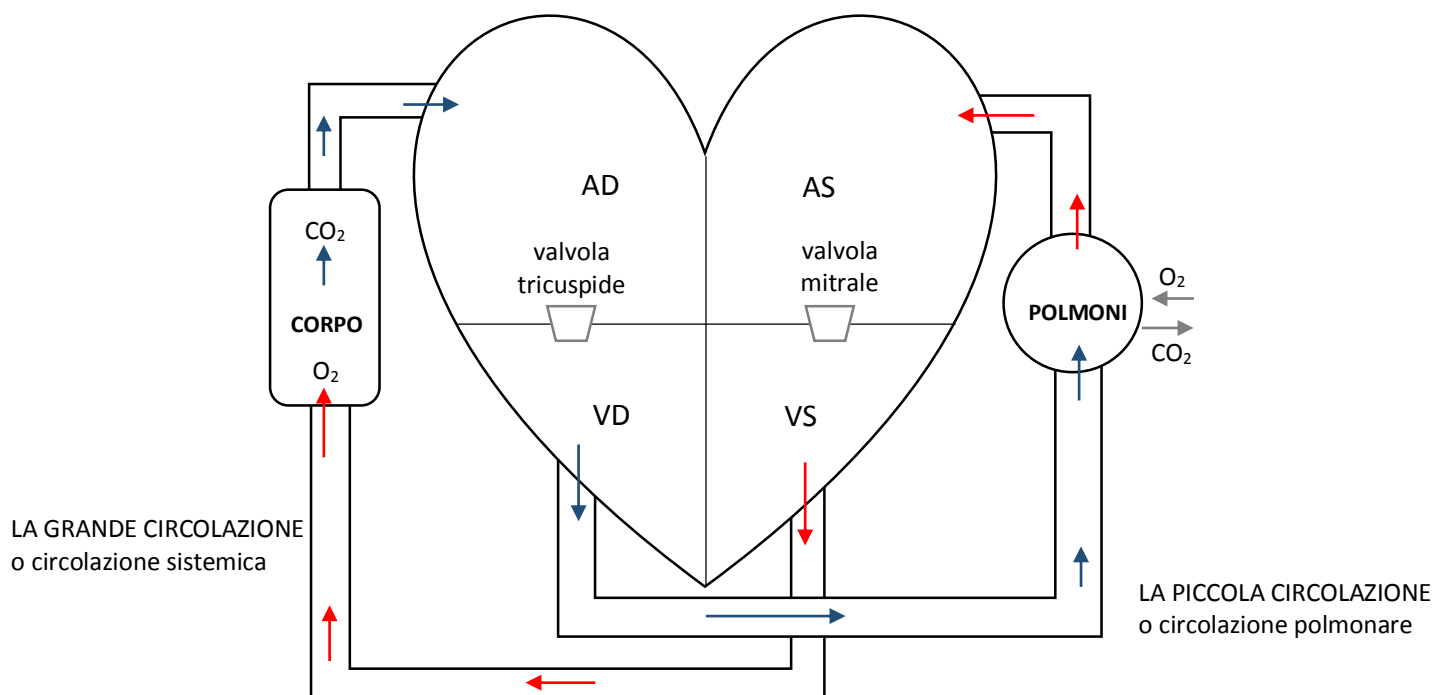 AD
AS
CO₂
valvola
tricuspide
valvola
mitrale
O₂
CORPO
POLMONI
CO₂
O₂
VD
VS
LA GRANDE CIRCOLAZIONE
o circolazione sistemica
LA PICCOLA CIRCOLAZIONE
o circolazione polmonare